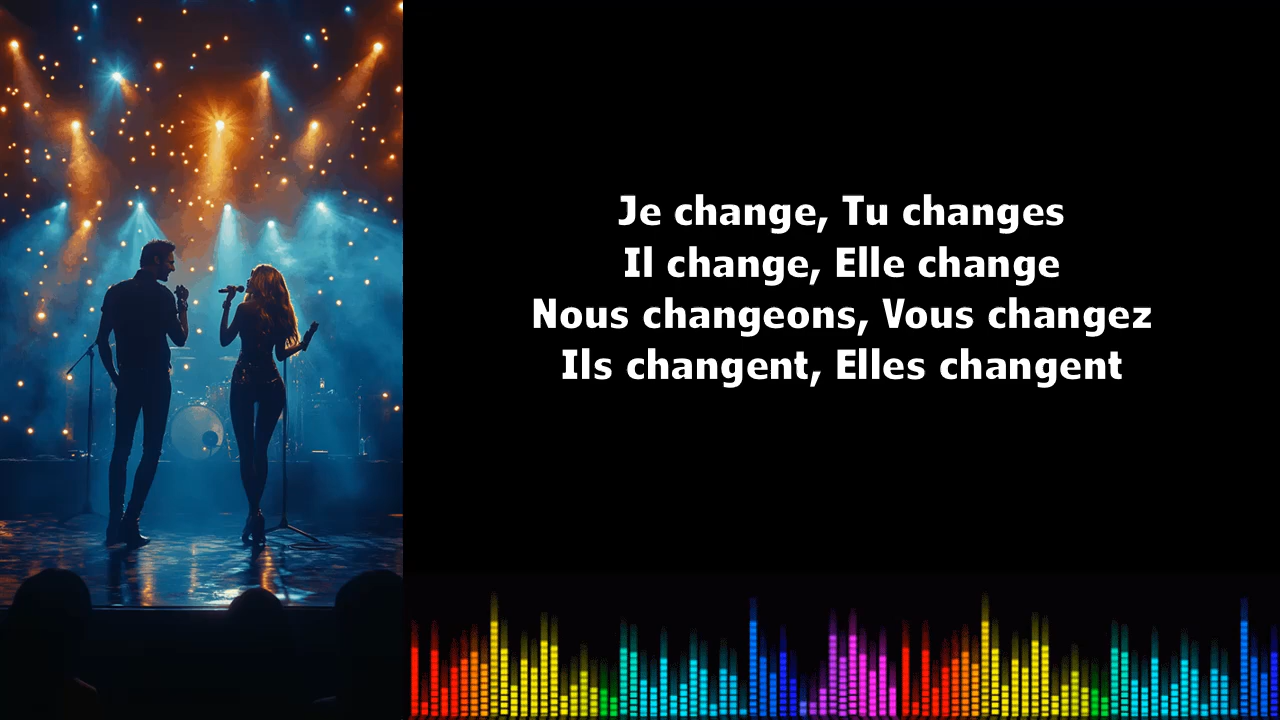 Je change, Tu changes
Il change, Elle change
Nous changeons, Vous changez
Ils changent, Elles changent